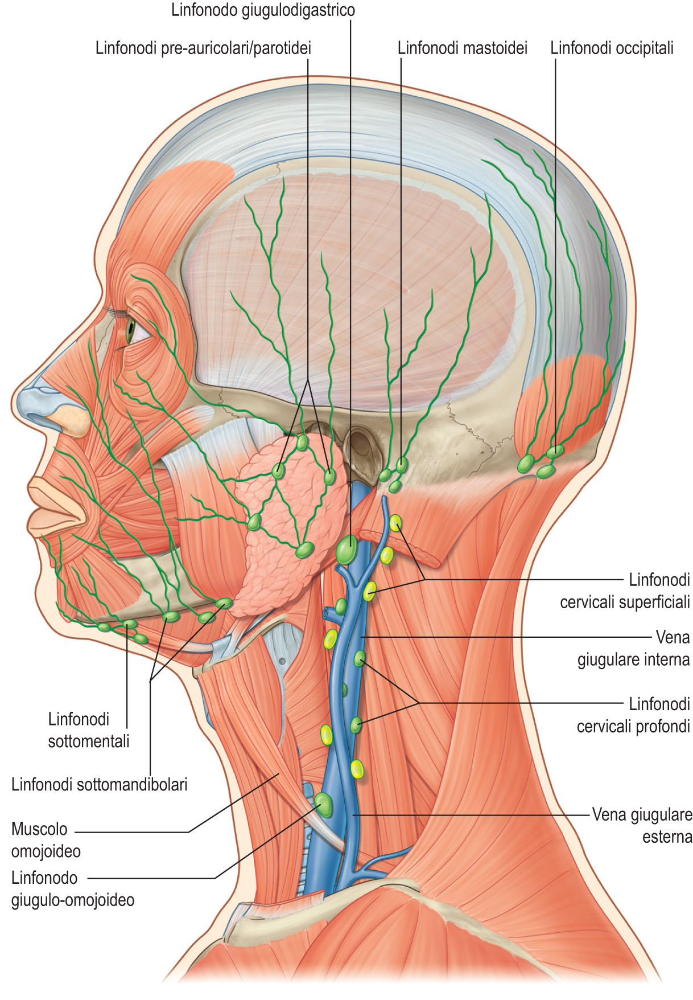 Linfonodo giugulodigastrico
Linfonodi pre-auricolari/parotidei
Linfonodi mastoidei
Linfonodi occipitali
Linfonodi
cervicali superficiali
Vena
giugulare interna
Linfonodi
cervicali profondi
Linfonodi
sottomentali
Linfonodi sottomandibolari
Vena giugulare
esterna
Muscolo
omojoideo
Linfonodo
giugulo-omojoideo